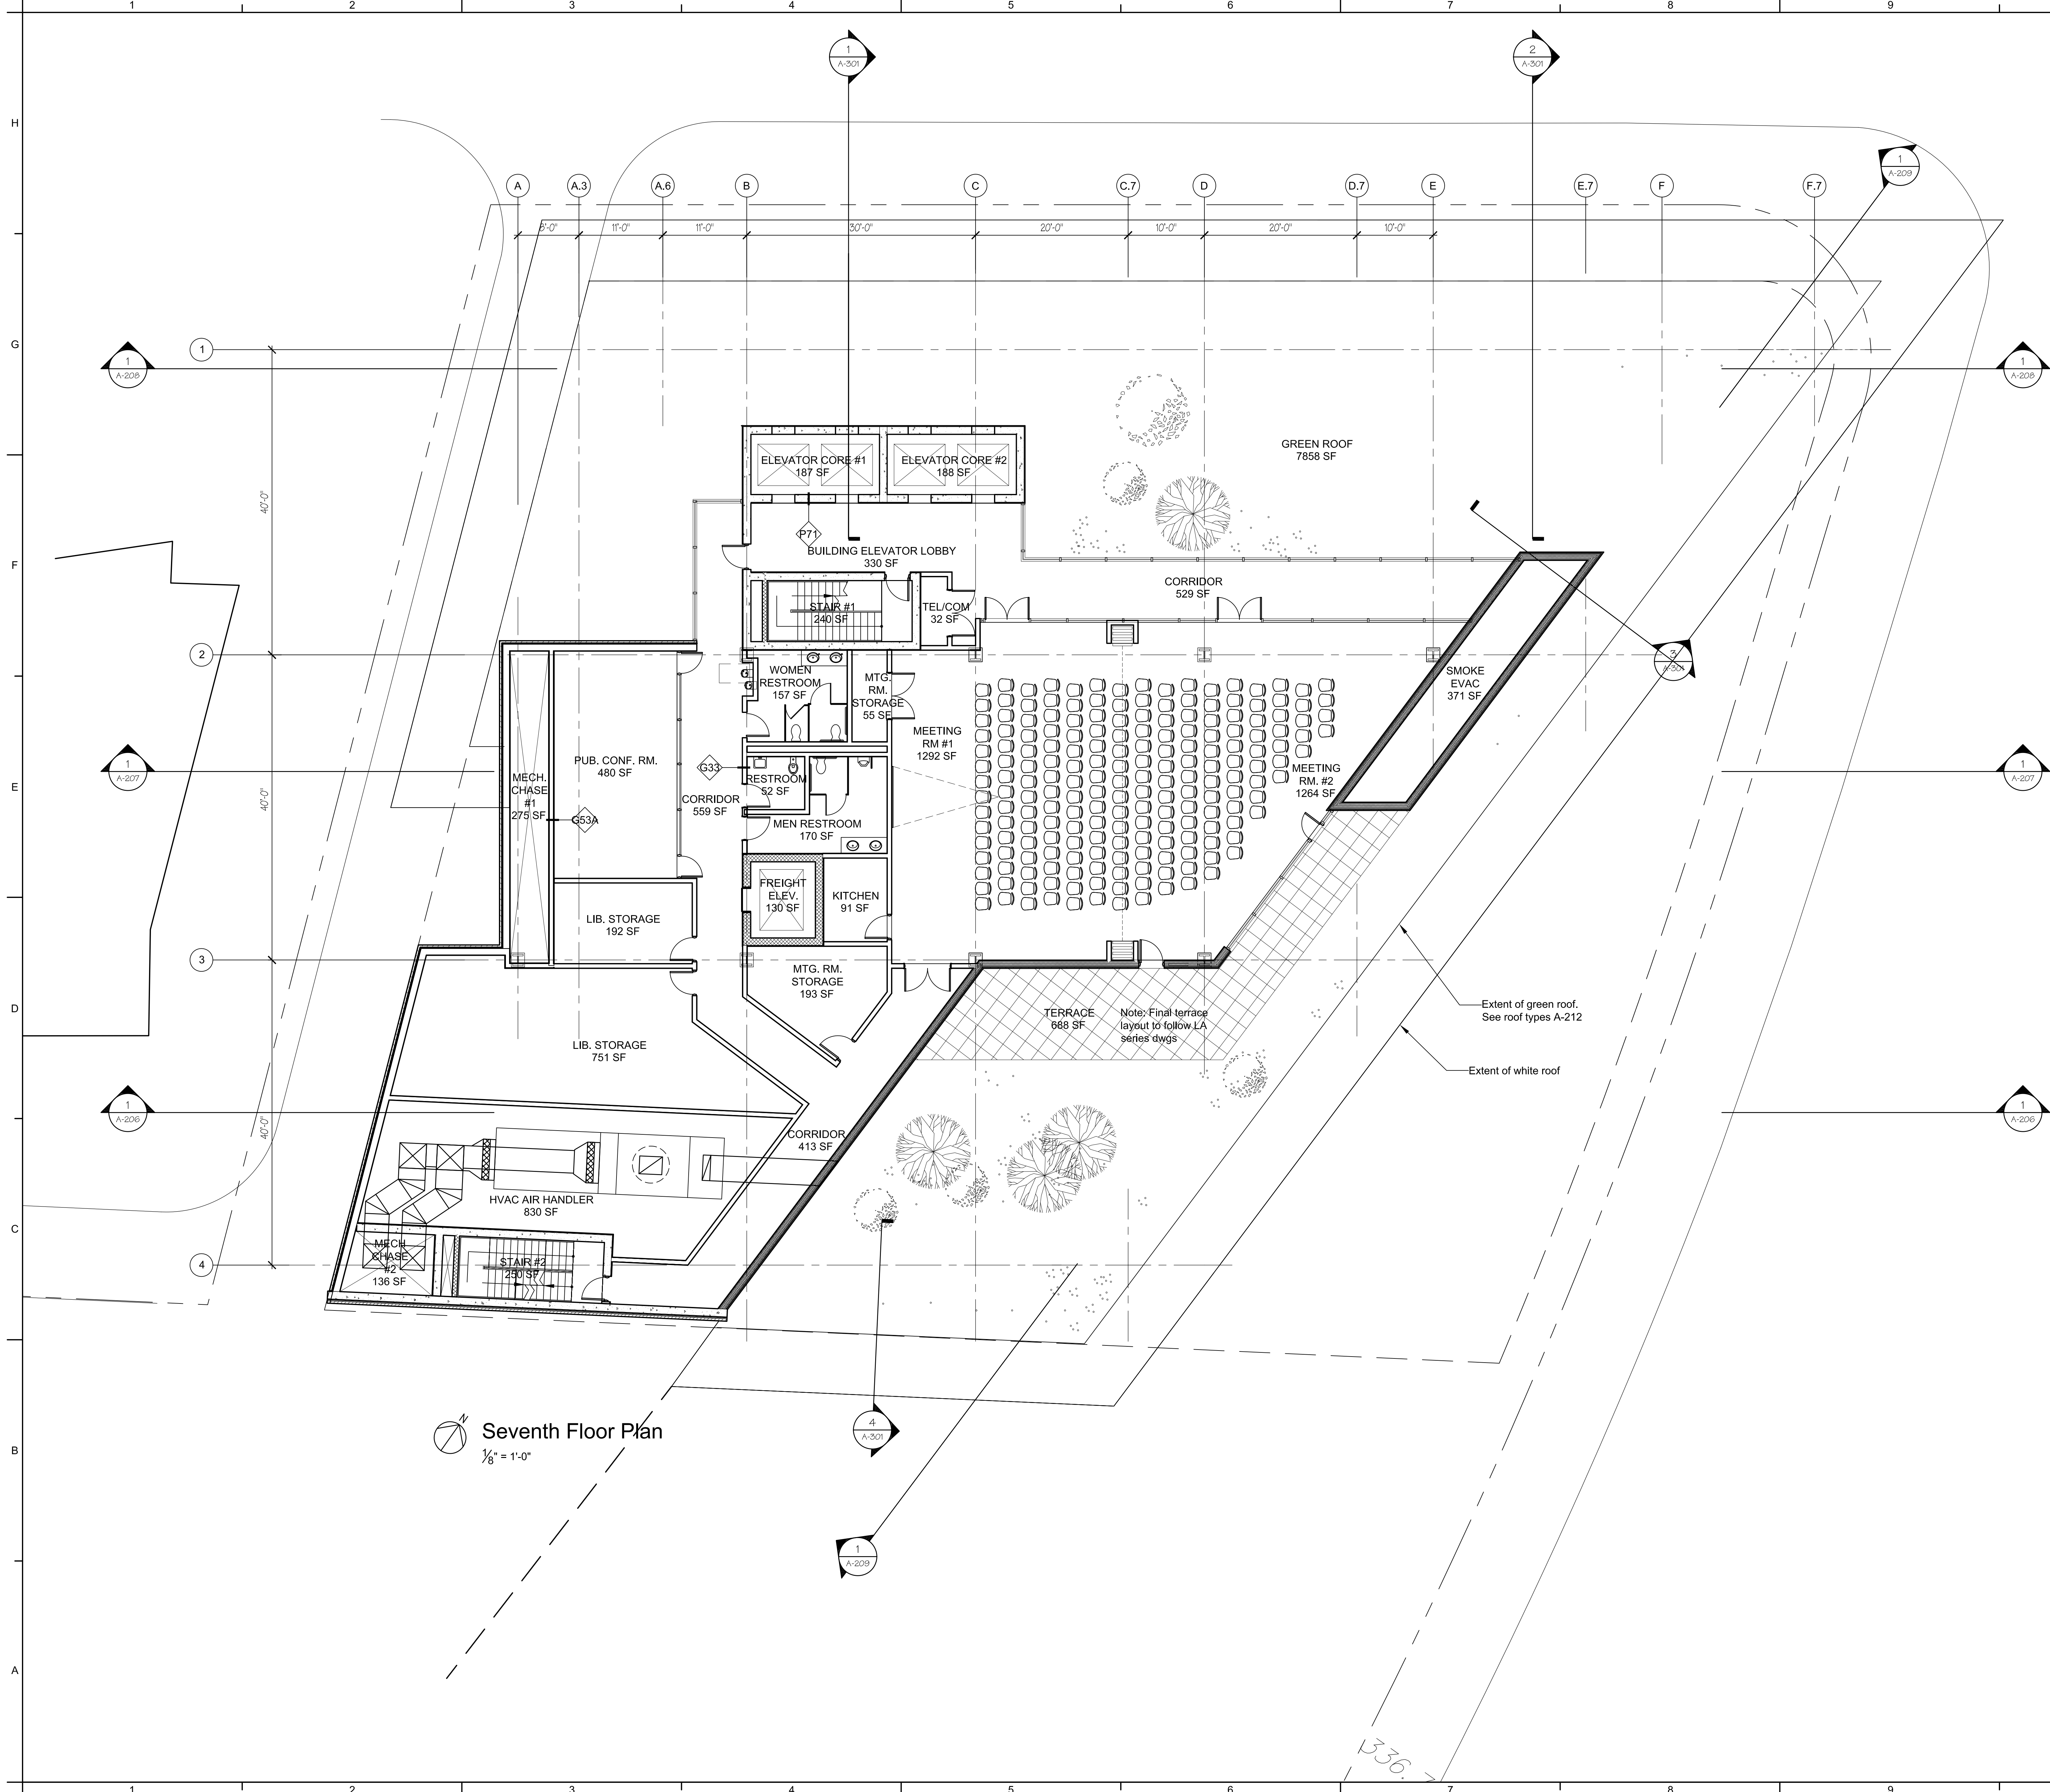 1 2 3 4 5 6 7 8 9
1
A-301
2
A-301
H
1
A-209
A A.3 A.6 B C C.7 D D.7 E E.7 F F.7
8'-0" 11'-0" 11'-0" 30'-0" 20'-0" 10'-0" 20'-0" 10'-0"
G
1
1
A-208
1
A-208
GREEN ROOF
7858 SF
ELEVATOR CORE #1
187 SF
ELEVATOR CORE #2
188 SF
40'-0"
P71
BUILDING ELEVATOR LOBBY
330 SF
F
CORRIDOR
529 SF
STAIR #1
240 SF
TEL/COM
32 SF
2
3
A-301
WOMEN
RESTROOM
157 SF
MTG.
RM.
STORAGE
55 SF
SMOKE
EVAC
371 SF
MEETING
RM #1
1292 SF
1
A-207
1
A-207
PUB. CONF. RM.
480 SF
G33
MECH.
CHASE
#1
275 SF
RESTROOM
52 SF
MEETING
RM. #2
1264 SF
E
40'-0"
CORRIDOR
559 SF
G53A
MEN RESTROOM
170 SF
FREIGHT
ELEV.
130 SF
KITCHEN
91 SF
LIB. STORAGE
192 SF
3
MTG. RM.
STORAGE
193 SF
D
TERRACE
688 SF
Note: Final terrace
layout to follow LA
series dwgs
Extent of green roof.
See roof types A-212
LIB. STORAGE
751 SF
Extent of white roof
1
A-206
1
A-206
40'-0"
CORRIDOR
413 SF
HVAC AIR HANDLER
830 SF
C
MECH
CHASE
#2
136 SF
STAIR #2
250 SF
4
N
Seventh Floor Plan
1/8" = 1'-0"
4
A-301
B
1
A-209
A
336.
1 2 3 4 5 6 7 8 9